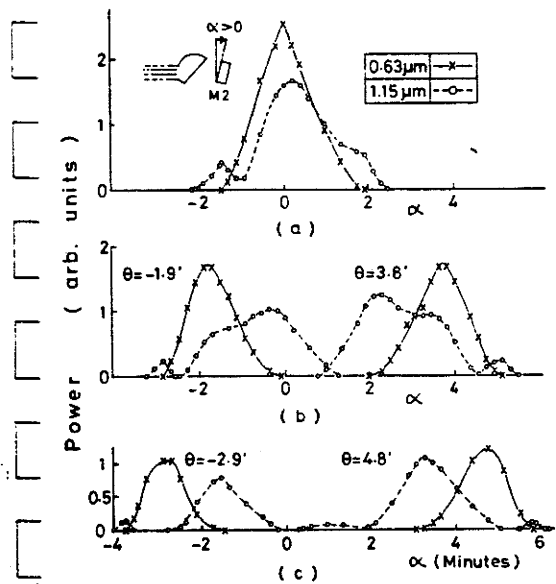 α>0
M2
0.63μm -x-
1.15μm --o--
Power (arb. units)
2
1
0
-2 0 2 4
α
(a)
θ=-1.9'
θ=3.8'
2
1
0
-2 0 2 4
α
(b)
θ=-2.9'
θ=4.8'
1
0.5
0
-4 -2 0 2 4 6
α (Minutes)
(c)